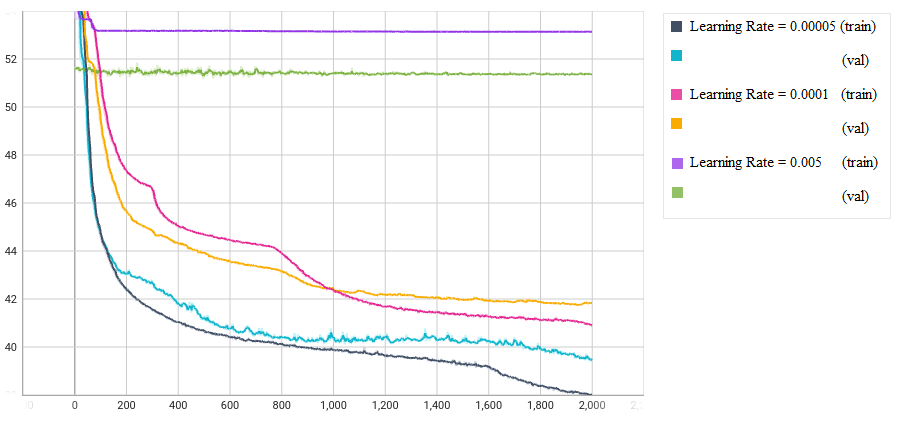 52
50
48
46
44
42
40
0 200 400 600 800 1,000 1,200 1,400 1,600 1,800 2,000
Learning Rate = 0.00005 (train)
(val)
Learning Rate = 0.0001 (train)
(val)
Learning Rate = 0.005 (train)
(val)